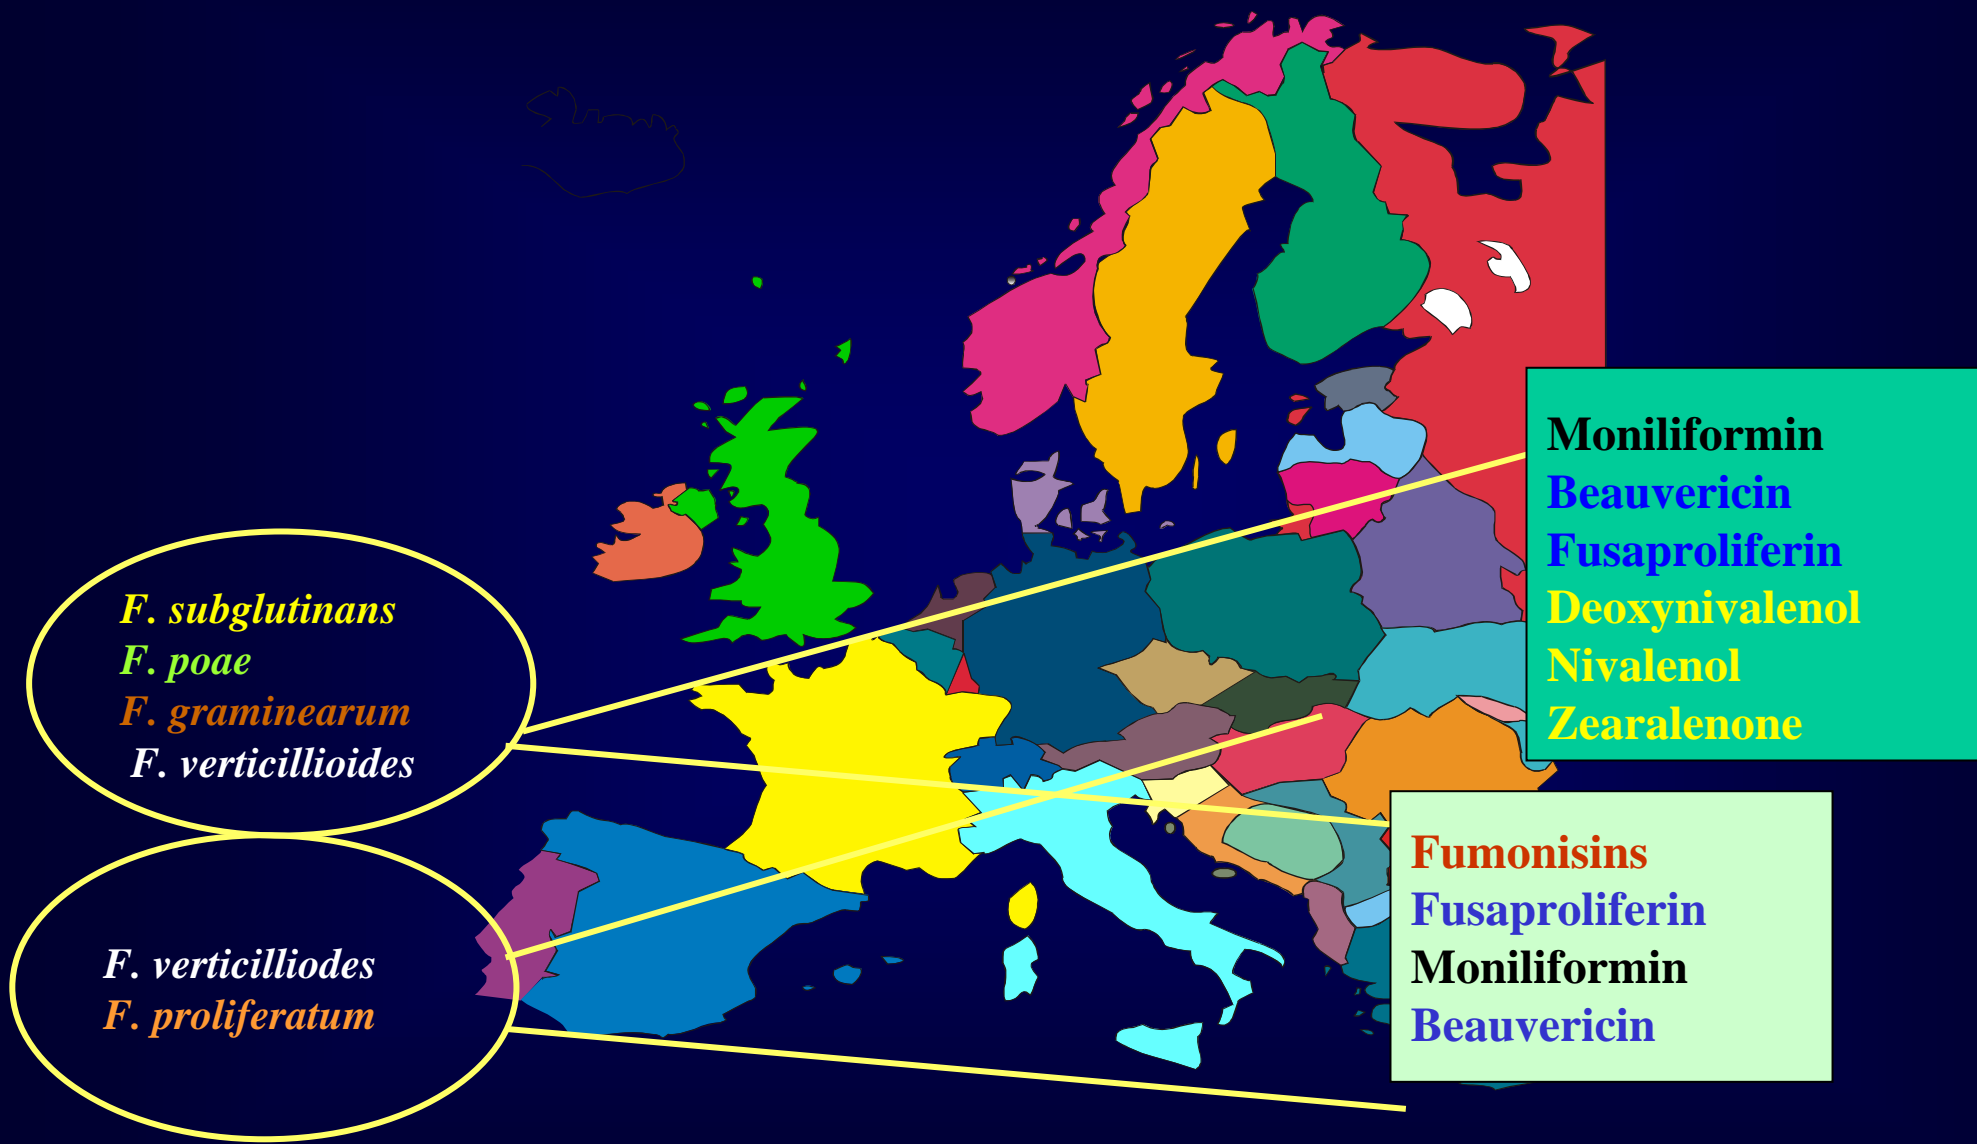 F. subglutinans
F. poae
F. graminearum
F. verticillioides
F. verticilliodes
F. proliferatum
Moniliformin
Beauvericin
Fusaproliferin
Deoxynivalenol
Nivalenol
Zearalenone
Fumonisins
Fusaproliferin
Moniliformin
Beauvericin